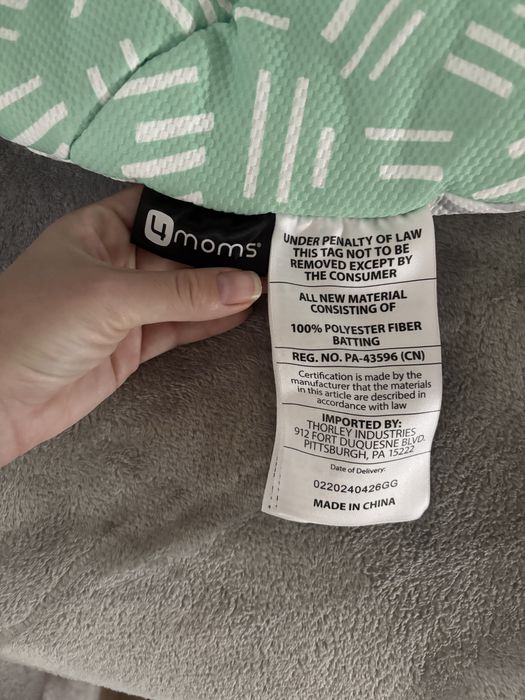 4moms®
UNDER PENALTY OF LAW
THIS TAG NOT TO BE
REMOVED EXCEPT BY
THE CONSUMER
ALL NEW MATERIAL
CONSISTING OF
100% POLYESTER FIBER
BATTING
REG. NO. PA-43596 (CN)
Certification is made by the
manufacturer that the materials
in this article are described in
accordance with law
IMPORTED BY:
THORLEY INDUSTRIES
912 FORT DUQUESNE BLVD.
PITTSBURGH, PA 15222
Date of Delivery:
0220240426GG
MADE IN CHINA